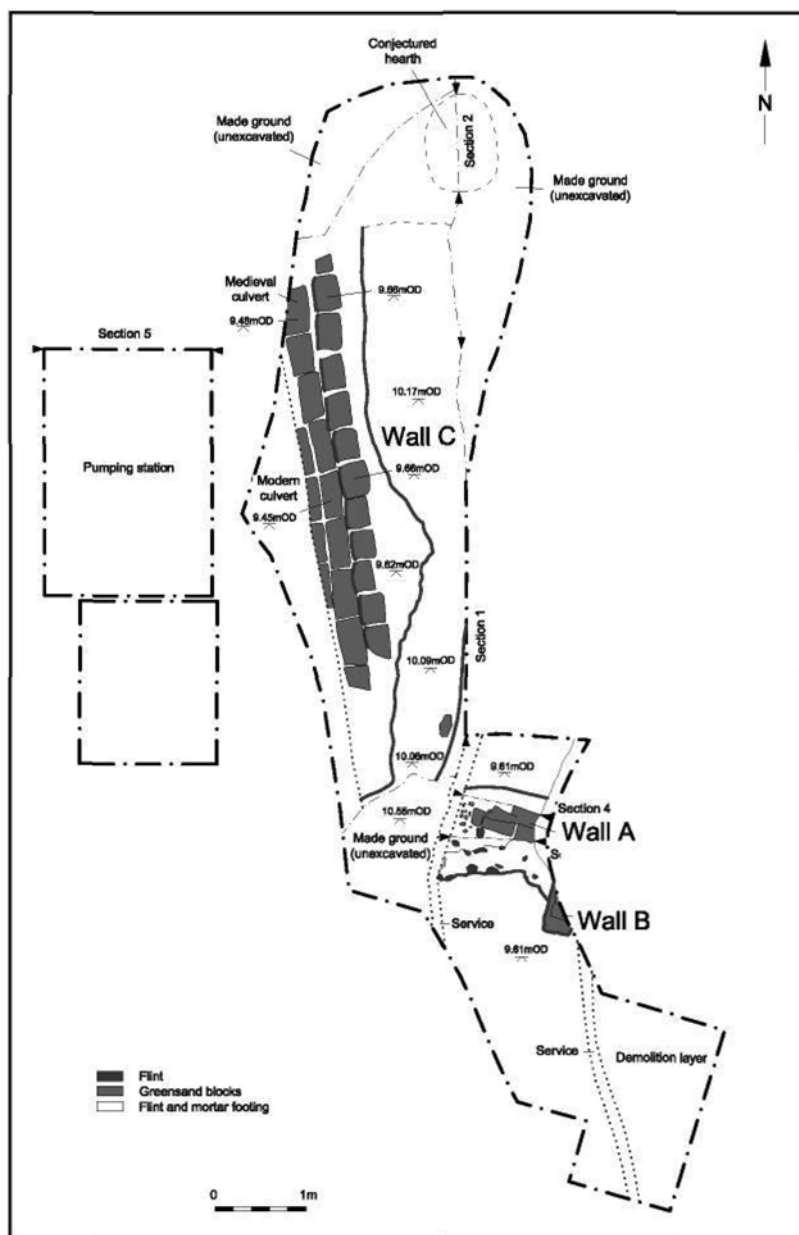 Conjectured
hearth
N
Made ground
(unexcavated)
Section 2
Made ground
(unexcavated)
Medieval
culvert
9.66mOD
9.48mOD
Section 5
10.17mOD
Wall C
Pumping station
9.66mOD
Modern
culvert
9.45mOD
9.62mOD
Section 1
10.09mOD
10.06mOD
9.61mOD
Section 4
10.55mOD
Wall A
Made ground
(unexcavated)
Service
Wall B
9.61mOD
Service
Demolition layer
Flint
Greensand blocks
Flint and mortar footing
0
1m